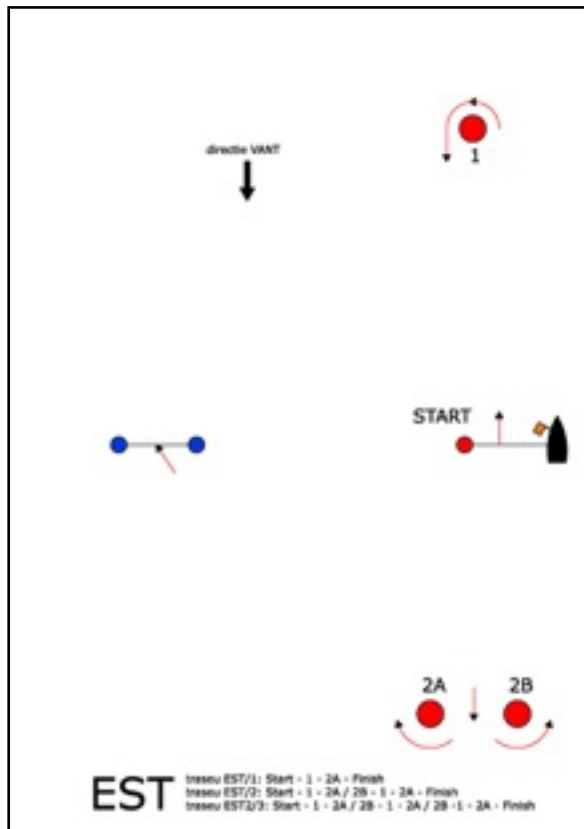 1
directie VANT
START
2A 2B
EST
traseu EST/1: Start - 1 - 2A - Finish
traseu EST/2: Start - 1 - 2A / 2B - 1 - 2A - Finish
traseu EST2/3: Start - 1 - 2A / 2B - 1 - 2A / 2B -1 - 2A - Finish